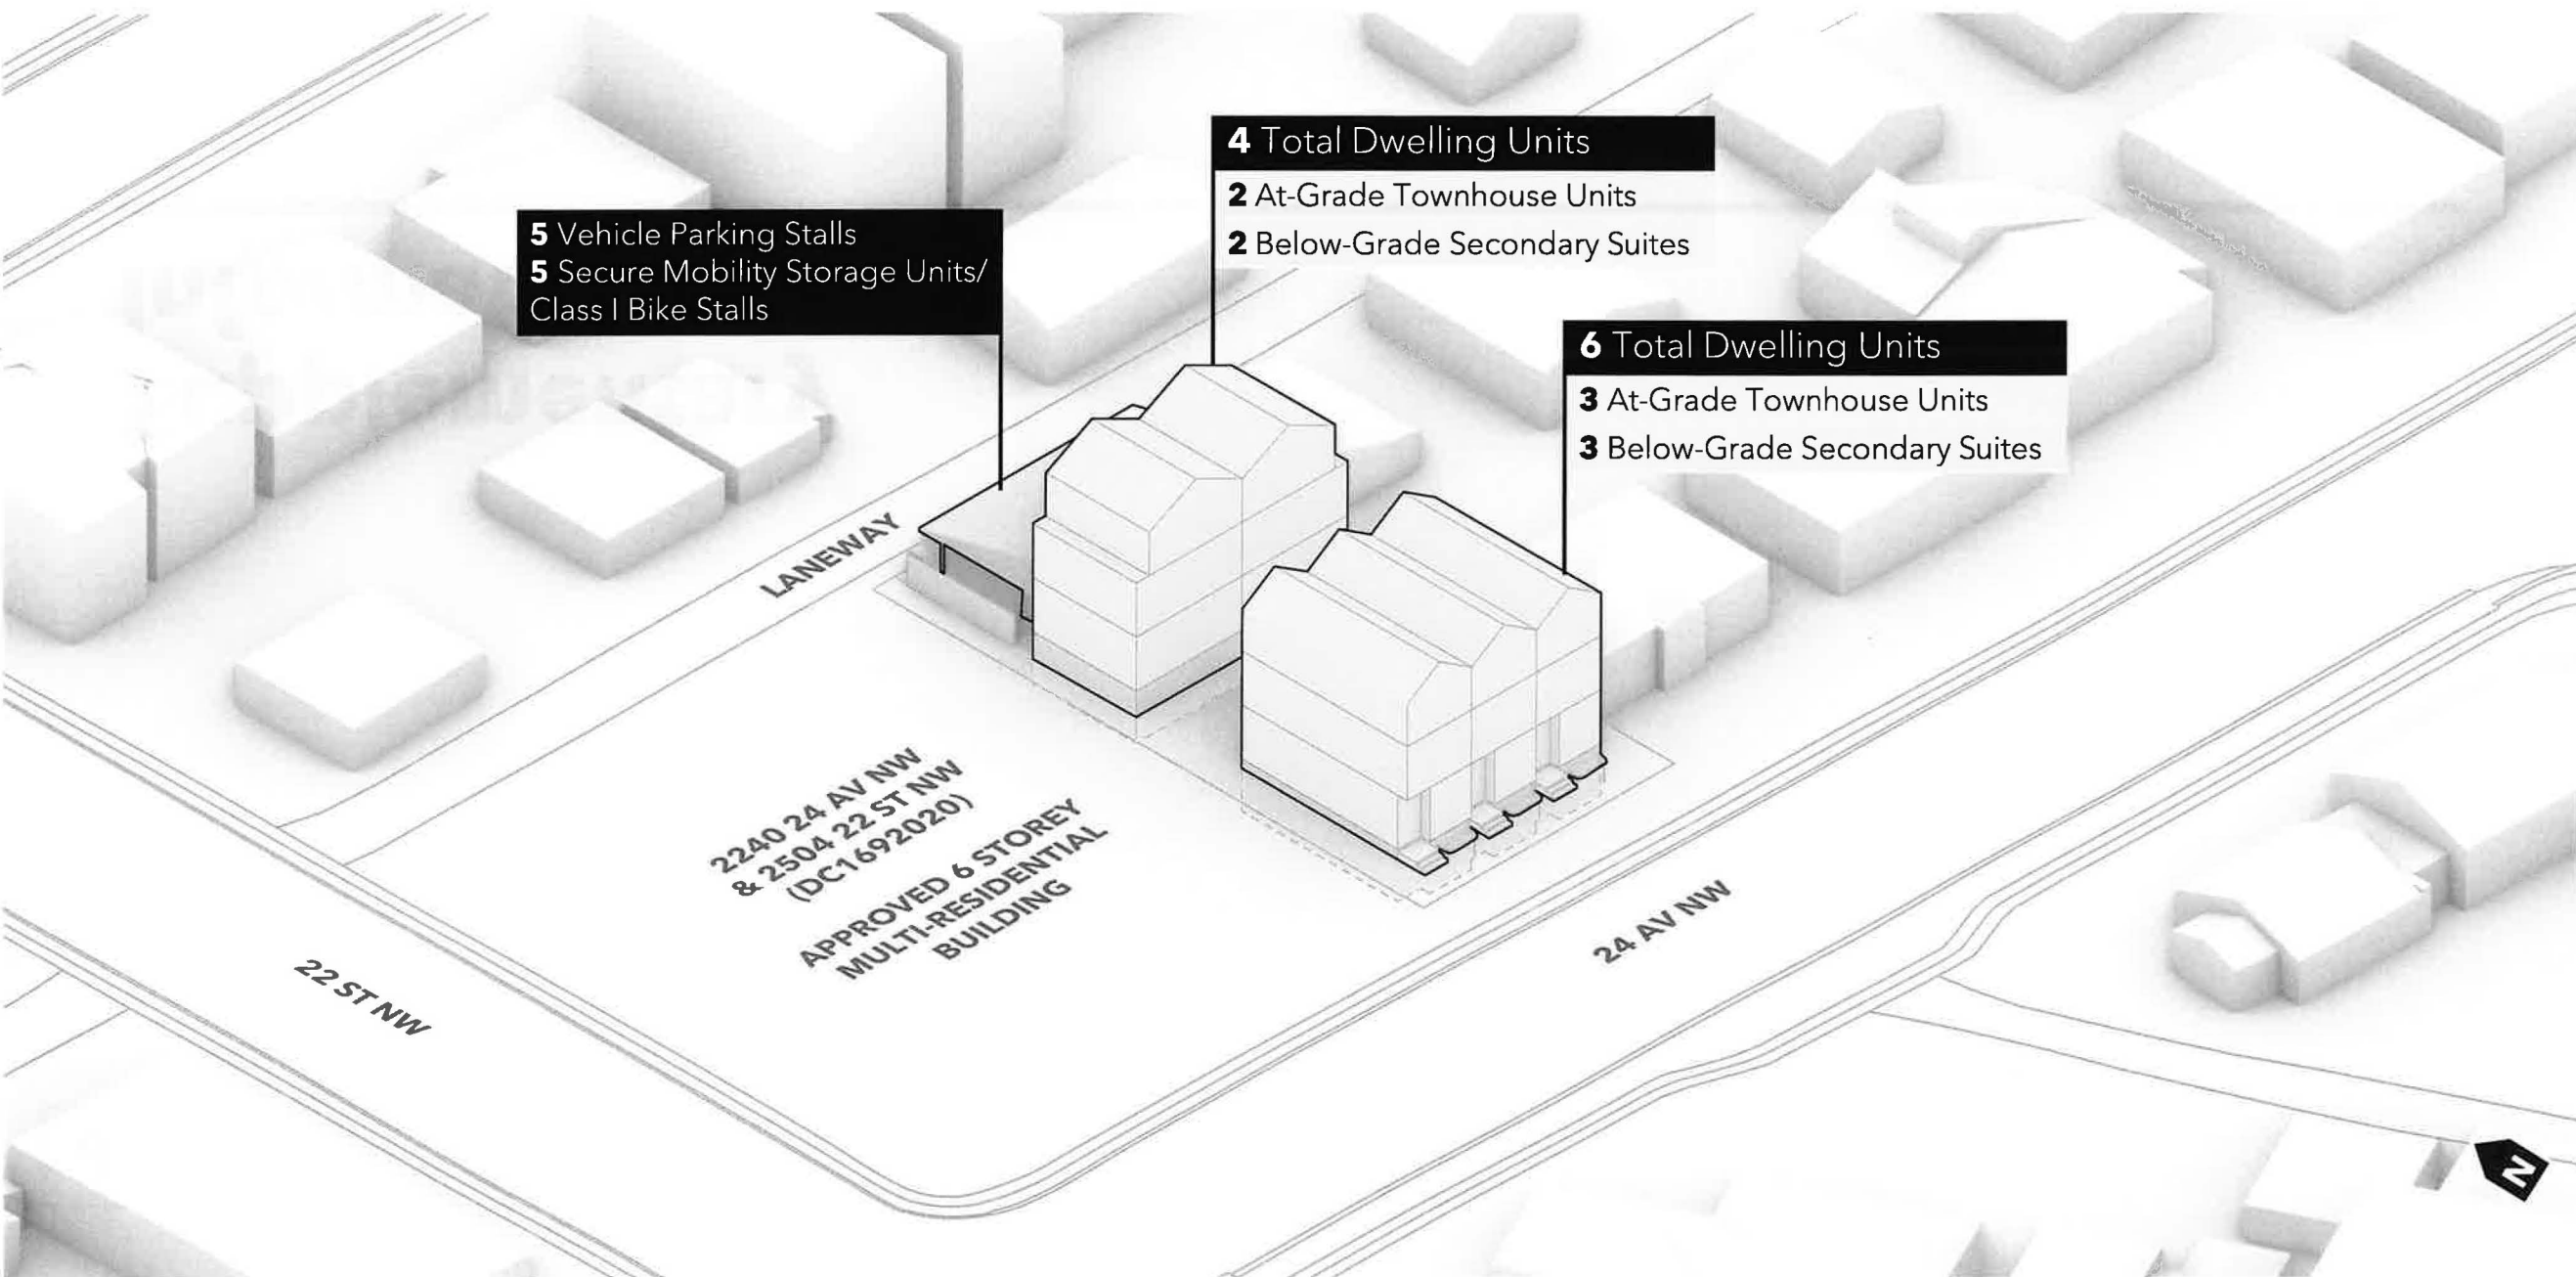 4 Total Dwelling Units
2 At-Grade Townhouse Units
2 Below-Grade Secondary Suites
5 Vehicle Parking Stalls
5 Secure Mobility Storage Units/
Class I Bike Stalls
6 Total Dwelling Units
3 At-Grade Townhouse Units
3 Below-Grade Secondary Suites
LANEWAY
2240 24 AV NW
& 2504 22 ST NW
(DC1692020)
APPROVED 6 STOREY
MULTI-RESIDENTIAL
BUILDING
24 AV NW
22 ST NW
N